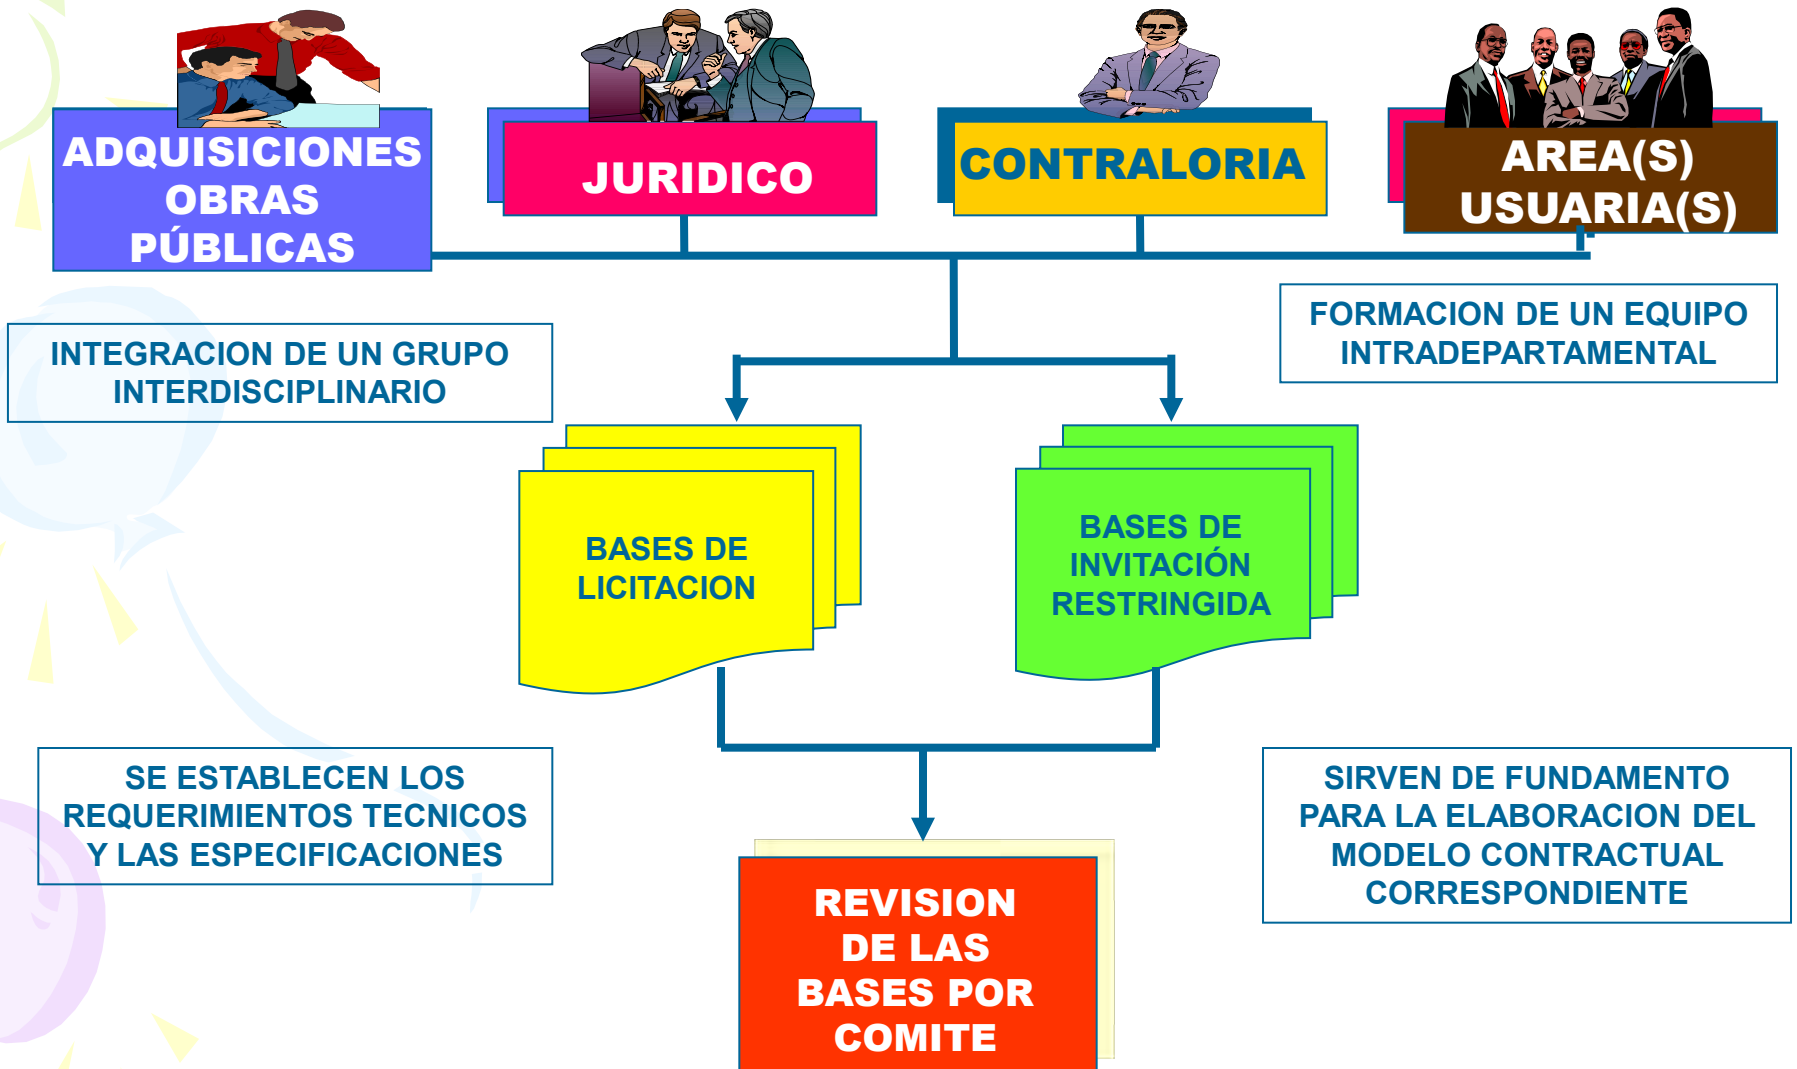 ADQUISICIONES
OBRAS
PÚBLICAS
JURIDICO
CONTRALORIA
AREA(S)
USUARIA(S)
INTEGRACION DE UN GRUPO
INTERDISCIPLINARIO
FORMACION DE UN EQUIPO
INTRADEPARTAMENTAL
BASES DE
LICITACION
BASES DE
INVITACIÓN
RESTRINGIDA
SE ESTABLECEN LOS
REQUERIMIENTOS TECNICOS
Y LAS ESPECIFICACIONES
SIRVEN DE FUNDAMENTO
PARA LA ELABORACION DEL
MODELO CONTRACTUAL
CORRESPONDIENTE
REVISION
DE LAS
BASES POR
COMITE